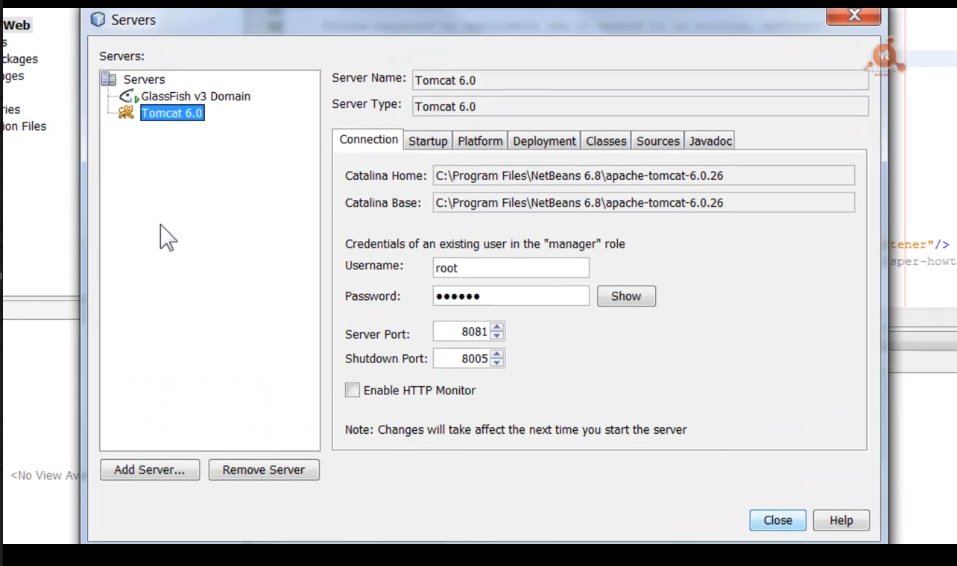 Web
Servers
s
ckages
ages
ries
ion Files
Servers:
Servers
GlassFish v3 Domain
Tomcat 6.0
Server Name: Tomcat 6.0
Server Type: Tomcat 6.0
Connection Startup Platform Deployment Classes Sources Javadoc
Catalina Home: C:\Program Files\NetBeans 6.8\apache-tomcat-6.0.26
Catalina Base: C:\Program Files\NetBeans 6.8\apache-tomcat-6.0.26
Credentials of an existing user in the "manager" role
Username: root
Password: ●●●●●● Show
Server Port: 8081
Shutdown Port: 8005
Enable HTTP Monitor
Note: Changes will take affect the next time you start the server
tener"/>
sper-howt
<No View Av
Add Server... Remove Server
Close Help